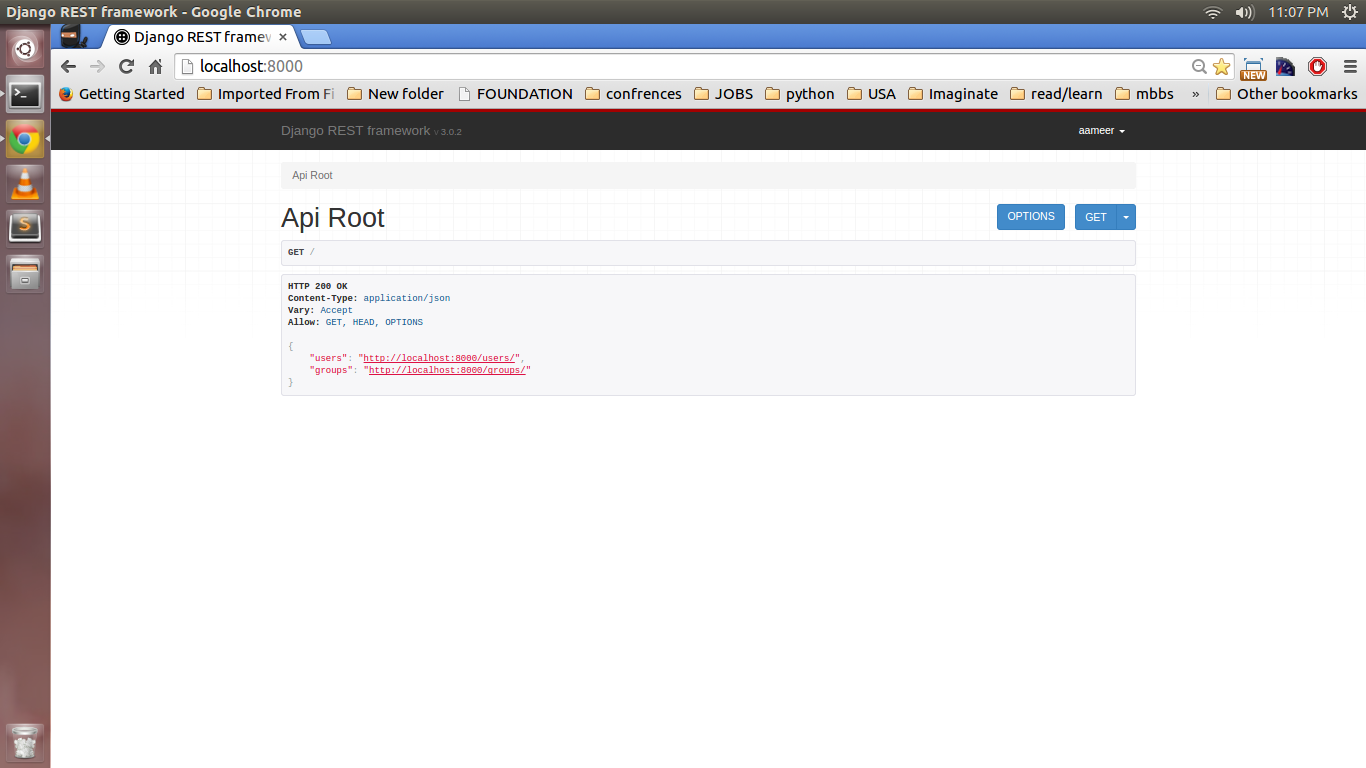 Django REST framework - Google Chrome
11:07 PM
Django REST framew
localhost:8000
NEW
Getting Started Imported From Fi New folder FOUNDATION confrences JOBS python USA Imaginate read/learn mbbs » Other bookmarks
Django REST framework v 3.0.2
aameer
Api Root
Api Root
OPTIONS GET
GET /
HTTP 200 OK
Content-Type: application/json
Vary: Accept
Allow: GET, HEAD, OPTIONS
{
"users": "http://localhost:8000/users/",
"groups": "http://localhost:8000/groups/"
}